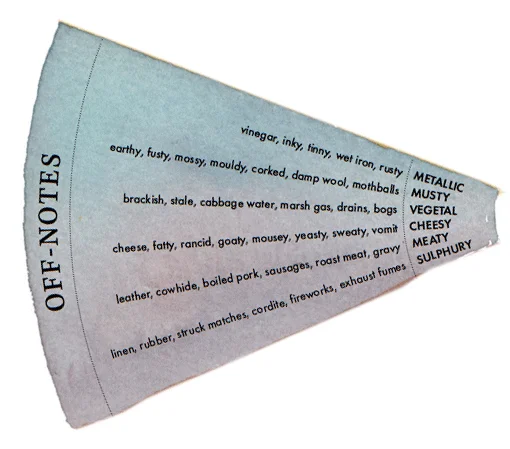 OFF-NOTES
vinegar, inky, tinny, wet iron, rusty METALLIC
earthy, fusty, mossy, mouldy, corked, damp wool, mothballs MUSTY
brackish, stale, cabbage water, marsh gas, drains, bogs VEGETAL
cheese, fatty, rancid, goaty, mousey, yeasty, sweaty, vomit CHEESY
leather, cowhide, boiled pork, sausages, roast meat, gravy MEATY
linen, rubber, struck matches, cordite, fireworks, exhaust fumes SULPHURY